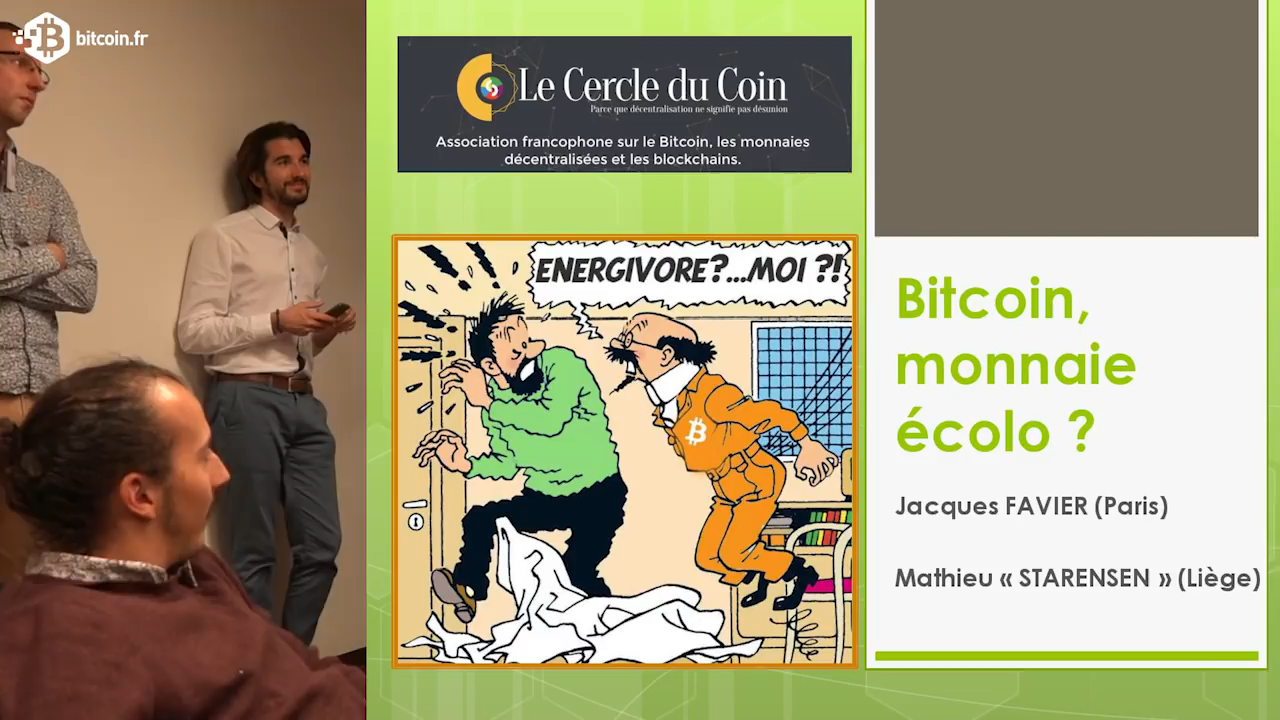 bitcoin.fr
Le Cercle du Coin
Parce que décentralisation ne signifie pas désunion
Association francophone sur le Bitcoin, les monnaies
décentralisées et les blockchains.
ENERGIVORE?...MOI ?!
Bitcoin,
monnaie
écolo ?
Jacques FAVIER (Paris)
Mathieu « STARENSEN » (Liège)